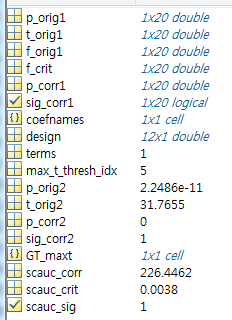 p_orig1 1x20 double
t_orig1 1x20 double
f_orig1 1x20 double
f_crit 1x20 double
p_corr1 1x20 double
sig_corr1 1x20 logical
coefnames 1x1 cell
design 12x1 double
terms 1
max_t_thresh_idx 5
p_orig2 2.2486e-11
t_orig2 31.7655
p_corr2 0
sig_corr2 1
GT_maxt 1x1 cell
scauc_corr 226.4462
scauc_crit 0.0038
scauc_sig 1